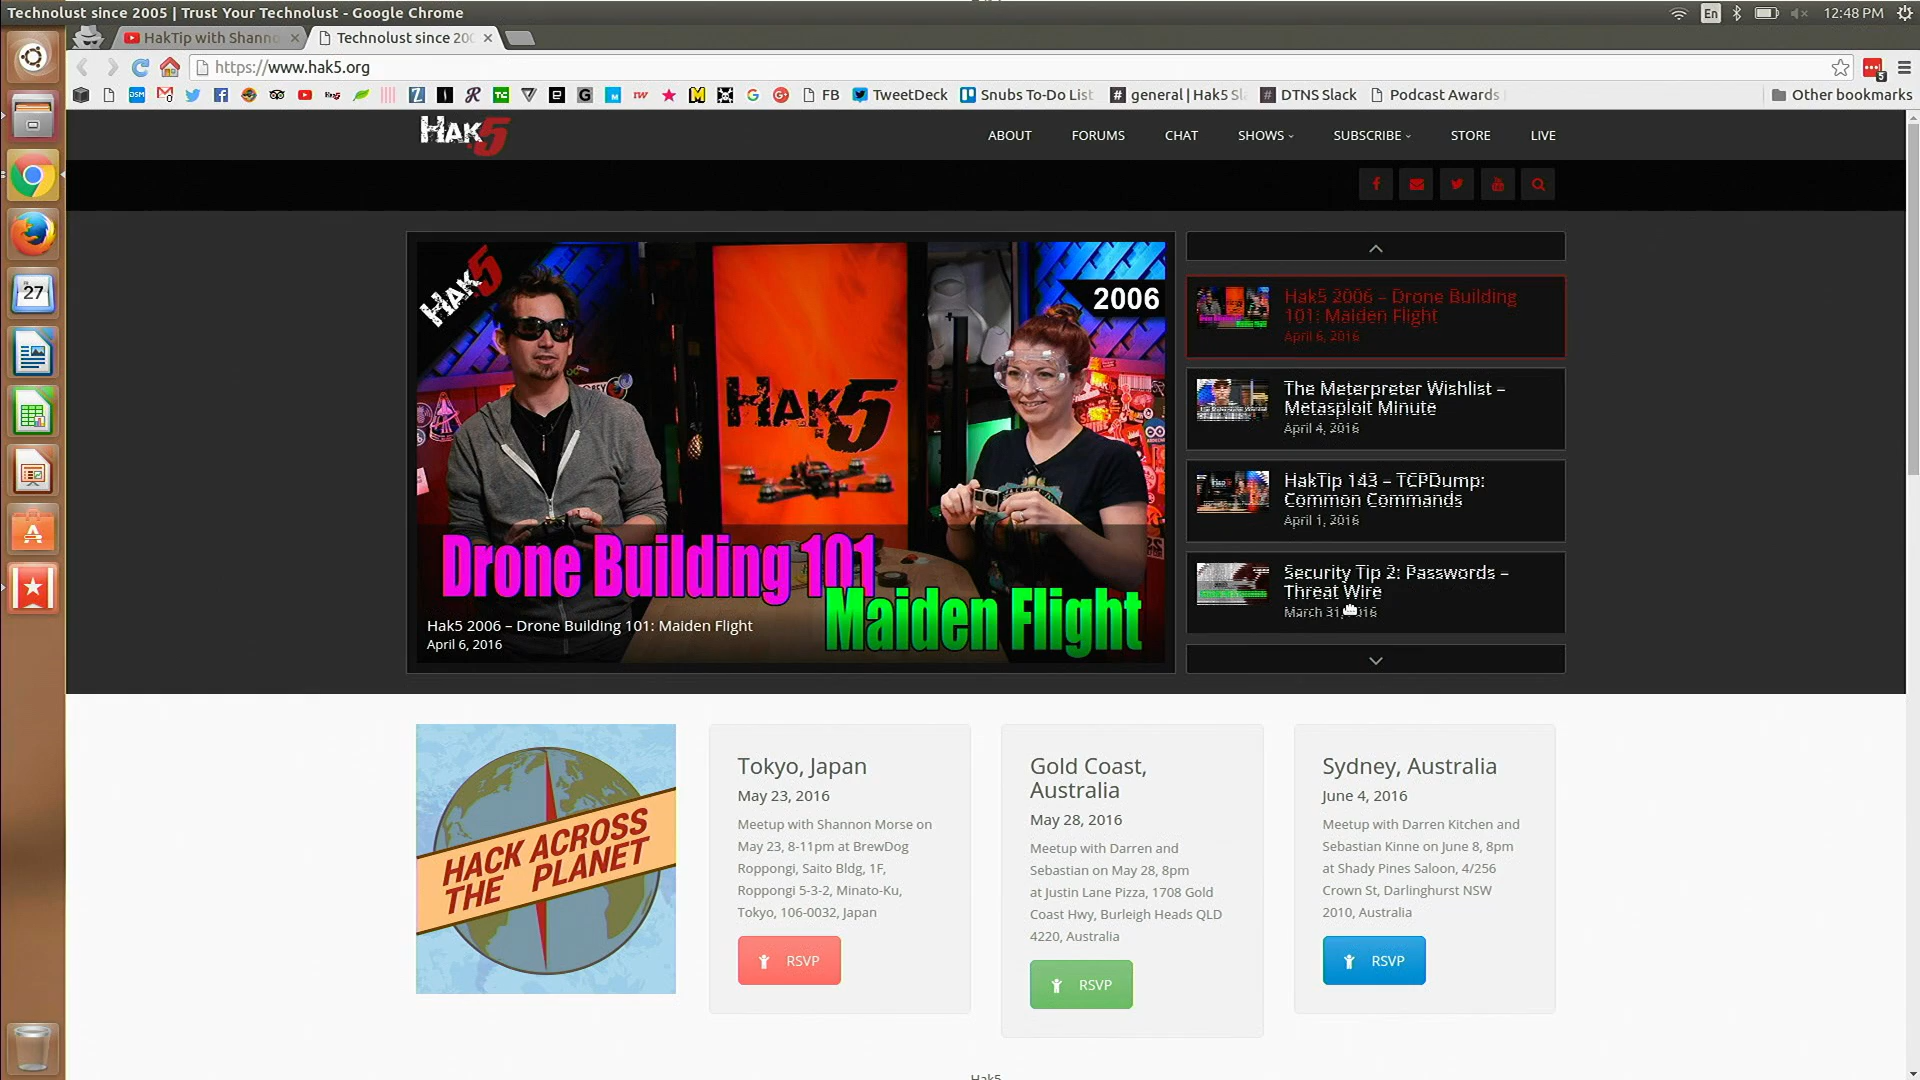 Technolust since 2005 | Trust Your Technolust - Google Chrome
En
12:48 PM
HakTip with Shanno
Technolust since 200
https://www.hak5.org
5
FB
TweetDeck
Snubs To-Do List
general | Hak5 Sl
DTNS Slack
Podcast Awards
Other bookmarks
HAK5
ABOUT
FORUMS
CHAT
SHOWS
SUBSCRIBE
STORE
LIVE
27
HAK5
2006
HAK5
Drone Building 101
Maiden Flight
Hak5 2006 – Drone Building 101: Maiden Flight
April 6, 2016
Hak5 2006 – Drone Building
101: Maiden Flight
April 6, 2016
The Meterpreter Wishlist –
Metasploit Minute
April 4, 2016
HakTip 143 – TCPDump:
Common Commands
April 1, 2016
Security Tip 2: Passwords –
Threat Wire
March 31, 2016
HACK ACROSS
THE PLANET
Tokyo, Japan
May 23, 2016
Meetup with Shannon Morse on
May 23, 8-11pm at BrewDog
Roppongi, Saito Bldg, 1F,
Roppongi 5-3-2, Minato-Ku,
Tokyo, 106-0032, Japan
RSVP
Gold Coast,
Australia
May 28, 2016
Meetup with Darren and
Sebastian on May 28, 8pm
at Justin Lane Pizza, 1708 Gold
Coast Hwy, Burleigh Heads QLD
4220, Australia
RSVP
Sydney, Australia
June 4, 2016
Meetup with Darren Kitchen and
Sebastian Kinne on June 8, 8pm
at Shady Pines Saloon, 4/256
Crown St, Darlinghurst NSW
2010, Australia
RSVP
Hak5